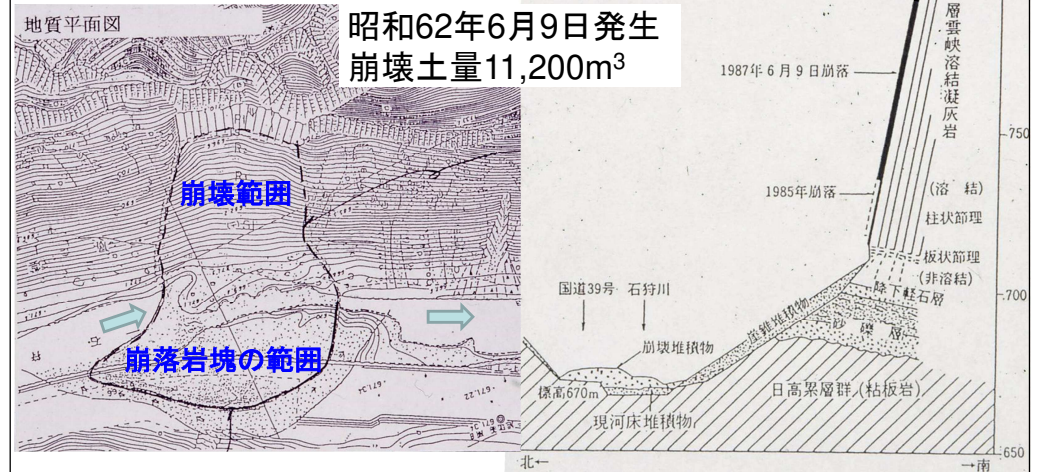 地質平面図
昭和62年6月9日発生
崩壊土量11,200m³
崩壊範囲
崩落岩塊の範囲
石
671.34
671.22
層雲峡溶結凝灰岩
1987年6月9日崩落
750
1985年崩落
(溶結)
柱状節理
板状節理
(非溶結)
降下軽石層
700
国道39号 石狩川
崖錐堆積物
砂礫層
崩壊堆積物
標高670m
日高累層群(粘板岩)
現河床堆積物
650
北←
→南